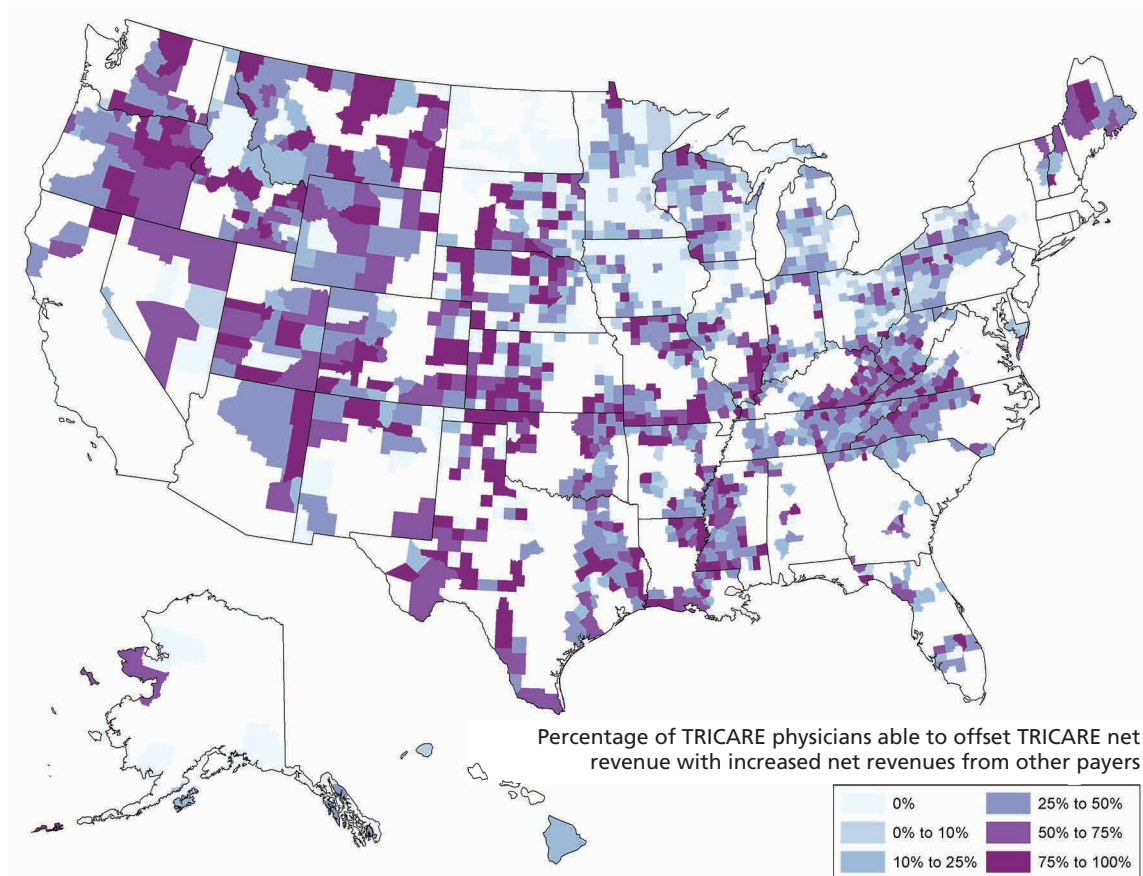 Percentage of TRICARE physicians able to offset TRICARE net
revenue with increased net revenues from other payers
0%
25% to 50%
0% to 10%
50% to 75%
10% to 25%
75% to 100%